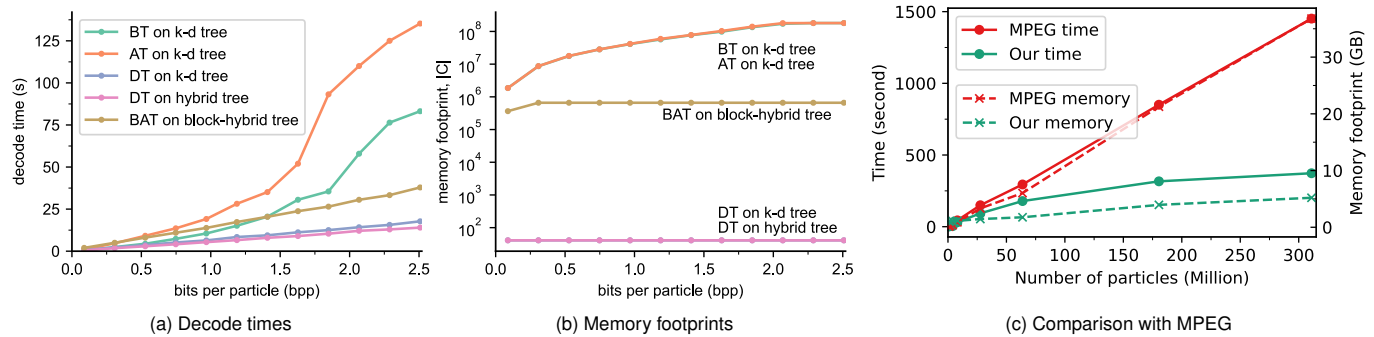 decode time (s)
125
100
75
50
25
0
BT on k-d tree
AT on k-d tree
DT on k-d tree
DT on hybrid tree
BAT on block-hybrid tree
0.0 0.5 1.0 1.5 2.0 2.5
bits per particle (bpp)
(a) Decode times
memory footprint, |C|
10^8
10^7
10^6
10^5
10^4
10^3
10^2
BT on k-d tree
AT on k-d tree
BAT on block-hybrid tree
DT on k-d tree
DT on hybrid tree
0.0 0.5 1.0 1.5 2.0 2.5
bits per particle (bpp)
(b) Memory footprints
Time (second)
1500
1000
500
0
MPEG time
Our time
MPEG memory
Our memory
30
20
10
0
Memory footprint (GB)
0 50 100 150 200 250 300
Number of particles (Million)
(c) Comparison with MPEG